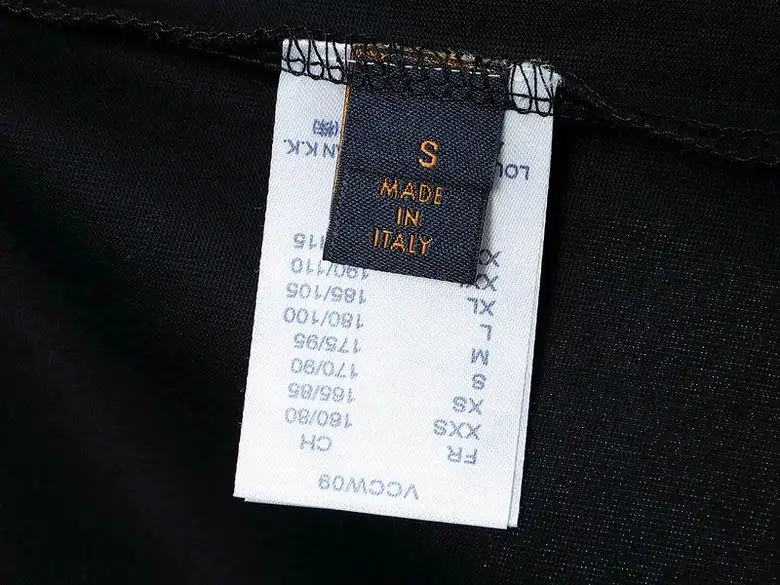 S
MADE
IN
ITALY
VCCW09
FR CH
XXS 160/80
XS 165/85
S 170/90
M 175/95
L 180/100
XL 185/105
190/110
K.K.
(株)